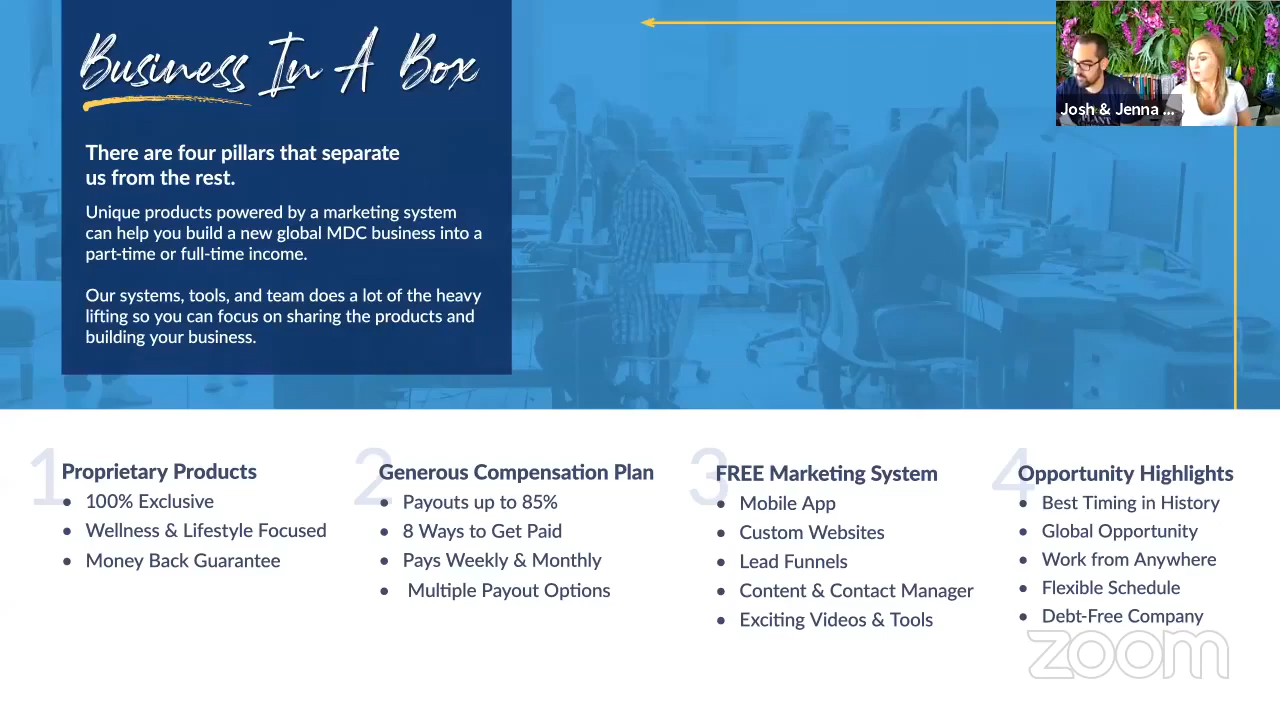 Business In A Box
Josh & Jenna ...
There are four pillars that separate
us from the rest.
Unique products powered by a marketing system
can help you build a new global MDC business into a
part-time or full-time income.
Our systems, tools, and team does a lot of the heavy
lifting so you can focus on sharing the products and
building your business.
1
Proprietary Products
• 100% Exclusive
• Wellness & Lifestyle Focused
• Money Back Guarantee
2
Generous Compensation Plan
• Payouts up to 85%
• 8 Ways to Get Paid
• Pays Weekly & Monthly
• Multiple Payout Options
3
FREE Marketing System
• Mobile App
• Custom Websites
• Lead Funnels
• Content & Contact Manager
• Exciting Videos & Tools
4
Opportunity Highlights
• Best Timing in History
• Global Opportunity
• Work from Anywhere
• Flexible Schedule
• Debt-Free Company
zoom